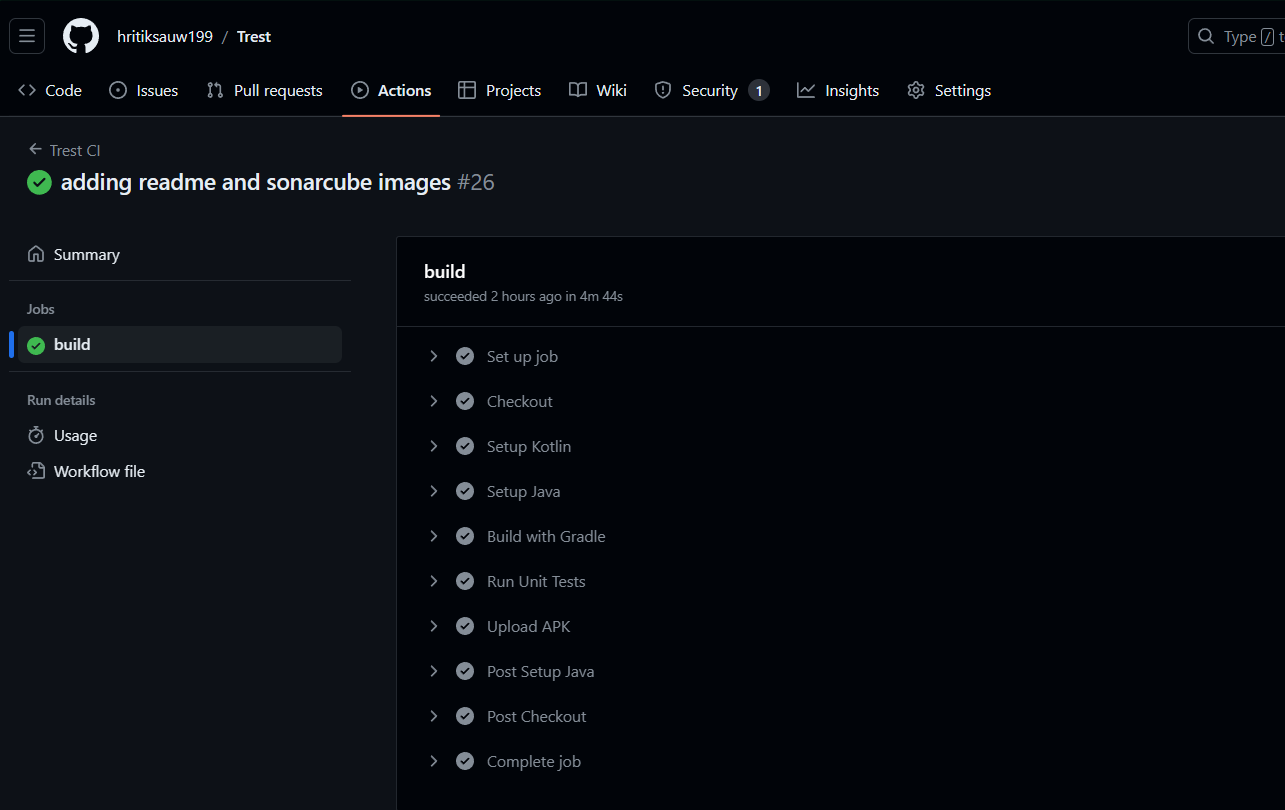 hritiksauw199 / Trest
Type / t
Code Issues Pull requests Actions Projects Wiki Security 1 Insights Settings
Trest CI
adding readme and sonarcube images #26
Summary
Jobs
build
Run details
Usage
Workflow file
build
succeeded 2 hours ago in 4m 44s
Set up job
Checkout
Setup Kotlin
Setup Java
Build with Gradle
Run Unit Tests
Upload APK
Post Setup Java
Post Checkout
Complete job